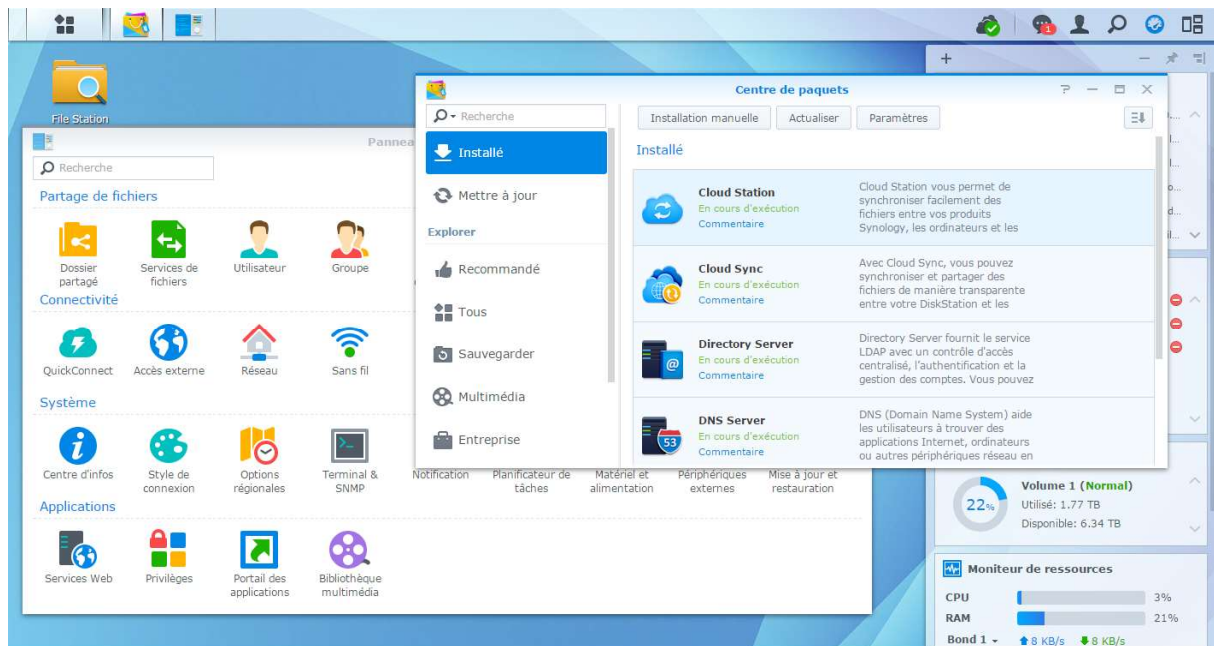 1
File Station
Pannea
Recherche
Partage de fichiers
Dossier
partagé
Services de
fichiers
Utilisateur
Groupe
Connectivité
QuickConnect
Accès externe
Réseau
Sans fil
Système
Centre d'infos
Style de
connexion
Options
régionales
Terminal &
SNMP
Notification
Planificateur de
tâches
Matériel et
alimentation
Périphériques
externes
Mise à jour et
restauration
Applications
Services Web
Privilèges
Portail des
applications
Bibliothèque
multimédia
Centre de paquets
Recherche
Installé
Mettre à jour
Explorer
Recommandé
Tous
Sauvegarder
Multimédia
Entreprise
Installation manuelle
Actualiser
Paramètres
Installé
Cloud Station
En cours d'exécution
Commentaire
Cloud Station vous permet de
synchroniser facilement des
fichiers entre vos produits
Synology, les ordinateurs et les
Cloud Sync
En cours d'exécution
Commentaire
Avec Cloud Sync, vous pouvez
synchroniser et partager des
fichiers de manière transparente
entre votre DiskStation et les
Directory Server
En cours d'exécution
Commentaire
Directory Server fournit le service
LDAP avec un contrôle d'accès
centralisé, l'authentification et la
gestion des comptes. Vous pouvez
53
DNS Server
En cours d'exécution
Commentaire
DNS (Domain Name System) aide
les utilisateurs à trouver des
applications Internet, ordinateurs
ou autres périphériques réseau en
22%
Volume 1 (Normal)
Utilisé: 1.77 TB
Disponible: 6.34 TB
Moniteur de ressources
CPU 3%
RAM 21%
Bond 1 8 KB/s 8 KB/s